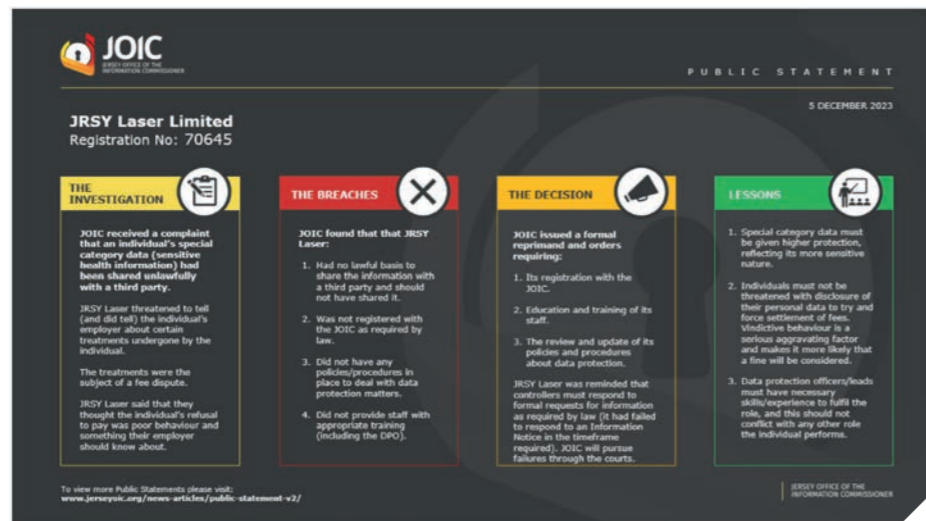 JOIC
JERSEY OFFICE OF THE
INFORMATION COMMISSIONER
PUBLIC STATEMENT
5 DECEMBER 2023
JRSY Laser Limited
Registration No: 70645
THE
INVESTIGATION
JOIC received a complaint
that an individual's special
category data (sensitive
health information) had
been shared unlawfully
with a third party.
JRSY Laser threatened to tell
(and did tell) the individual's
employer about certain
treatments undergone by the
individual.
The treatments were the
subject of a fee dispute.
JRSY Laser said that they
thought the individual's refusal
to pay was poor behaviour and
something their employer
should know about.
THE BREACHES
JOIC found that that JRSY
Laser:
1. Had no lawful basis to
share the information with
a third party and should
not have shared it.
2. Was not registered with
the JOIC as required by
law.
3. Did not have any
policies/procedures in
place to deal with data
protection matters.
4. Did not provide staff with
appropriate training
(including the DPO).
THE DECISION
JOIC issued a formal
reprimand and orders
requiring:
1. Its registration with the
JOIC.
2. Education and training of its
staff.
3. The review and update of its
policies and procedures
about data protection.
JRSY Laser was reminded that
controllers must respond to
formal requests for information
as required by law (it had failed
to respond to an Information
Notice in the timeframe
required). JOIC will pursue
failures through the courts.
LESSONS
1. Special category data must
be given higher protection,
reflecting its more sensitive
nature.
2. Individuals must not be
threatened with disclosure of
their personal data to try and
force settlement of fees.
Vindictive behaviour is a
serious aggravating factor
and makes it more likely that
a fine will be considered.
3. Data protection officers/leads
must have necessary
skills/experience to fulfil the
role, and this should not
conflict with any other role
the individual performs.
To view more Public Statements please visit:
www.jerseyoic.org/news-articles/public-statement-v2/
JERSEY OFFICE OF THE
INFORMATION COMMISSIONER